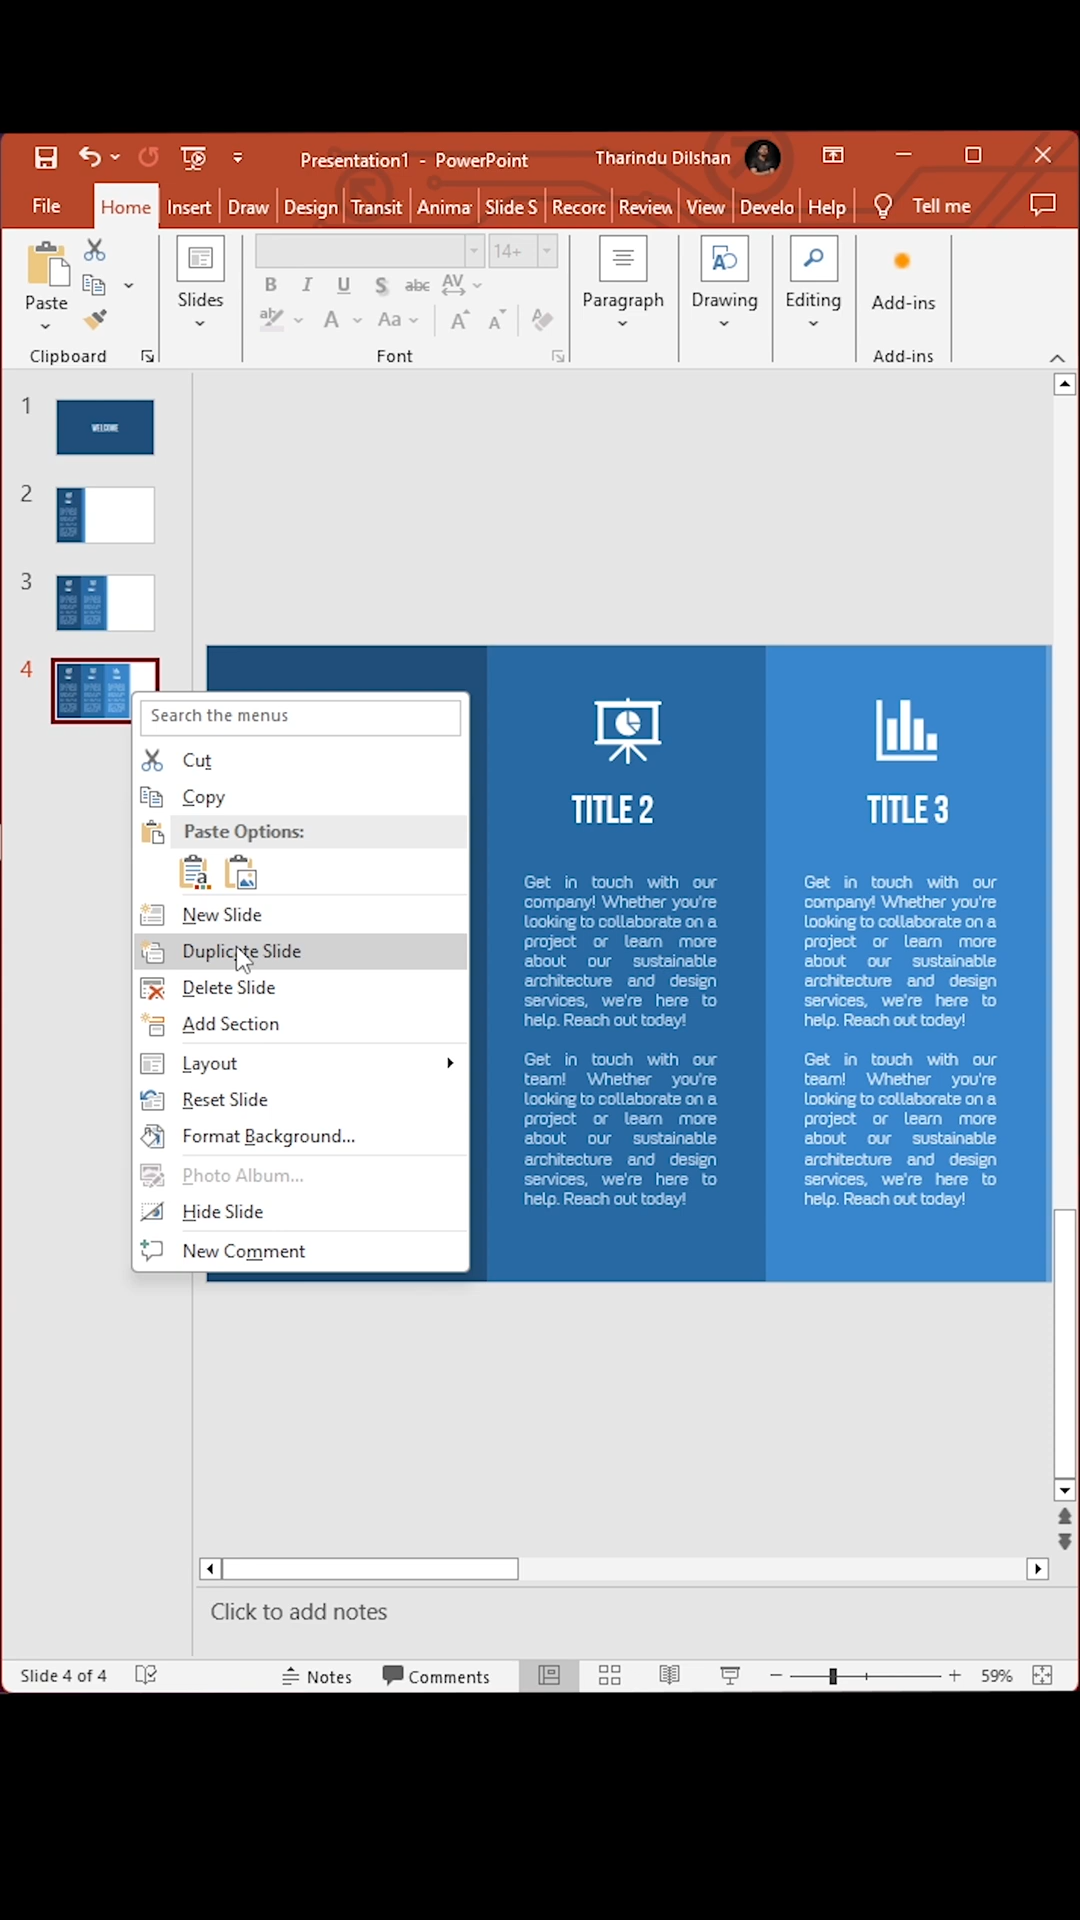 Presentation1 - PowerPoint
Tharindu Dilshan
File
Home
Insert
Draw
Design
Transit
Anima
Slide S
Recorc
Review
View
Develo
Help
Tell me
Paste
Clipboard
Slides
14+
B I U S abc AV
A Aa A A
Font
Paragraph
Drawing
Editing
Add-ins
Add-ins
1
WELCOME
2
3
4
Search the menus
Cut
Copy
Paste Options:
New Slide
Duplicate Slide
Delete Slide
Add Section
Layout
Reset Slide
Format Background...
Photo Album...
Hide Slide
New Comment
TITLE 2
Get in touch with our
company! Whether you're
looking to collaborate on a
project or learn more
about our sustainable
architecture and design
services, we're here to
help. Reach out today!
Get in touch with our
team! Whether you're
looking to collaborate on a
project or learn more
about our sustainable
architecture and design
services, we're here to
help. Reach out today!
TITLE 3
Get in touch with our
company! Whether you're
looking to collaborate on a
project or learn more
about our sustainable
architecture and design
services, we're here to
help. Reach out today!
Get in touch with our
team! Whether you're
looking to collaborate on a
project or learn more
about our sustainable
architecture and design
services, we're here to
help. Reach out today!
Click to add notes
Slide 4 of 4
Notes
Comments
59%